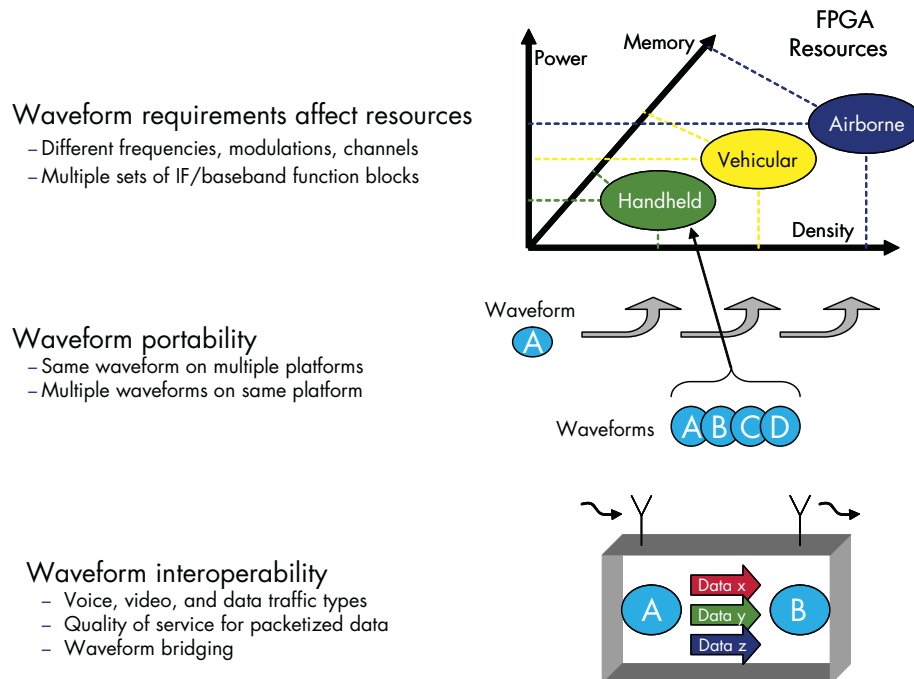 FPGA
Resources
Power
Memory
Airborne
Vehicular
Handheld
Density
Waveform requirements affect resources
– Different frequencies, modulations, channels
– Multiple sets of IF/baseband function blocks
Waveform
A
Waveform portability
– Same waveform on multiple platforms
– Multiple waveforms on same platform
Waveforms
A B C D
Waveform interoperability
– Voice, video, and data traffic types
– Quality of service for packetized data
– Waveform bridging
A
Data x
Data y
Data z
B